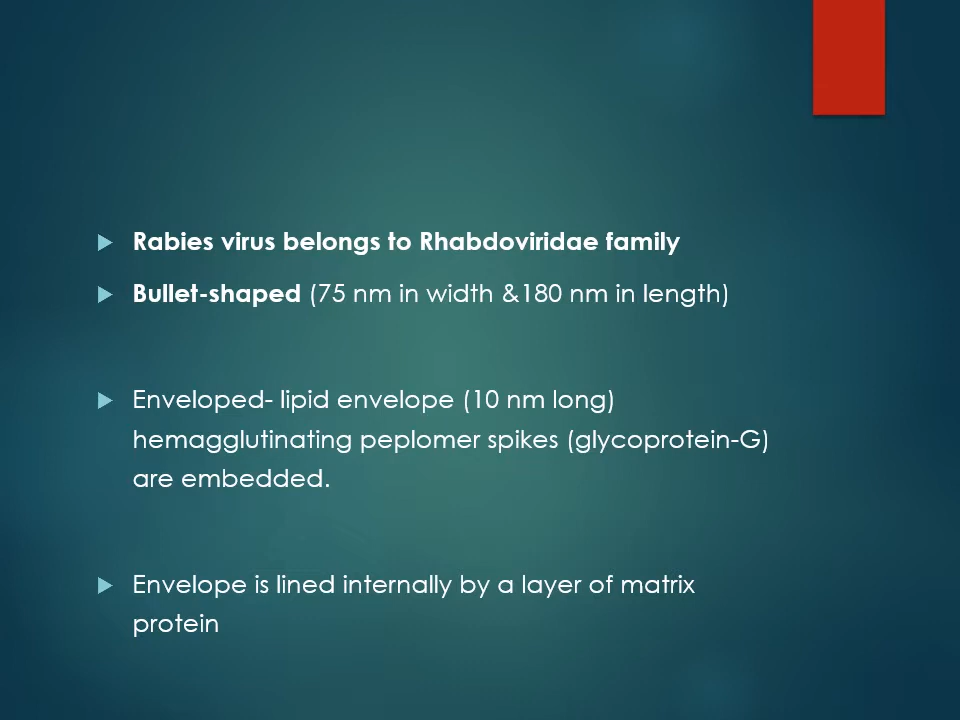 Rabies virus belongs to Rhabdoviridae family
Bullet-shaped (75 nm in width &180 nm in length)
Enveloped- lipid envelope (10 nm long)
hemagglutinating peplomer spikes (glycoprotein-G)
are embedded.
Envelope is lined internally by a layer of matrix
protein